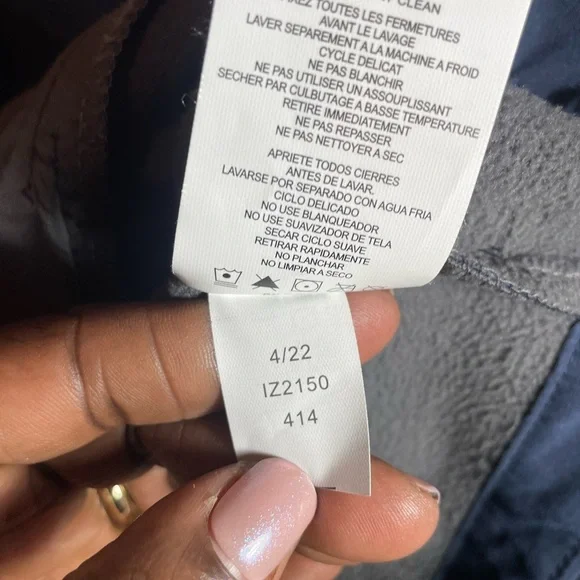 CLEAN
TOUTES LES FERMETURES
AVANT LE LAVAGE
LAVER SEPAREMENT A LA MACHINE A FROID
CYCLE DELICAT
NE PAS BLANCHIR
NE PAS UTILISER UN ASSOUPLISSANT
SECHER PAR CULBUTAGE A BASSE TEMPERATURE
RETIRE IMMEDIATEMENT
NE PAS REPASSER
NE PAS NETTOYER A SEC
APRIETE TODOS CIERRES
ANTES DE LAVAR.
LAVARSE POR SEPARADO CON AGUA FRIA
CICLO DELICADO
NO USE BLANQUEADOR
NO USE SUAVIZADOR DE TELA
SECAR CICLO SUAVE
RETIRAR RAPIDAMENTE
NO PLANCHAR
NO LIMPIAR A SECO
4/22
IZ2150
414